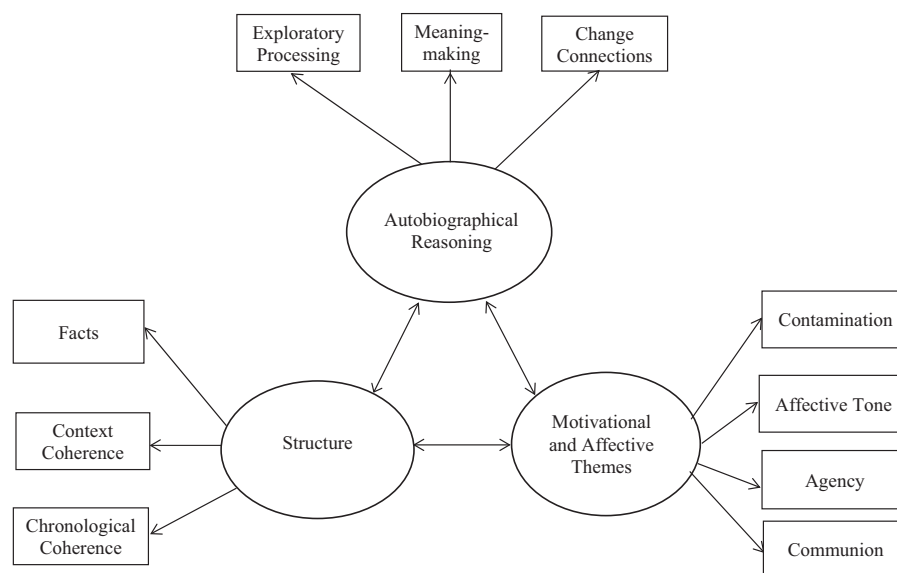 Exploratory
Processing
Meaning-
making
Change
Connections
Autobiographical
Reasoning
Facts
Context
Coherence
Chronological
Coherence
Structure
Motivational
and Affective
Themes
Contamination
Affective Tone
Agency
Communion